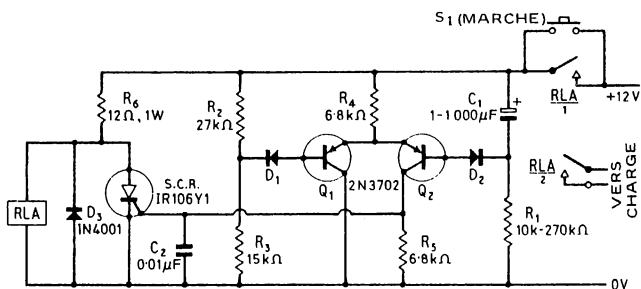 S1 (MARCHE)
RLA
1
+12V
R6
12Ω, 1W
R2
27kΩ
R4
6·8kΩ
C1
1-1000µF
+
D1
Q1
2N3702
Q2
D2
RLA
2
VERS
CHARGE
S.C.R.
IR106Y1
RLA
D3
1N4001
C2
0·01µF
R3
15kΩ
R5
6·8kΩ
R1
10k-270kΩ
0V